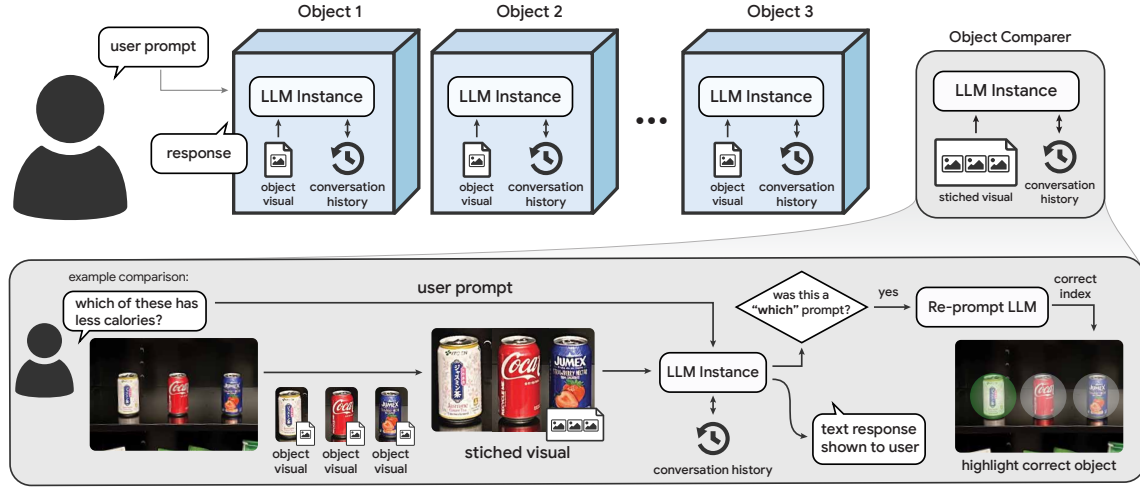 Object 1
Object 2
Object 3
Object Comparer
user prompt
LLM Instance
LLM Instance
LLM Instance
LLM Instance
response
object
visual
conversation
history
object
visual
conversation
history
...
object
visual
conversation
history
stiched visual
conversation
history
example comparison:
which of these has
less calories?
user prompt
was this a
"which" prompt?
yes
Re-prompt LLM
correct
index
Coca
JUMEX
LLM Instance
object
visual
object
visual
object
visual
stiched visual
conversation history
text response
shown to user
highlight correct object